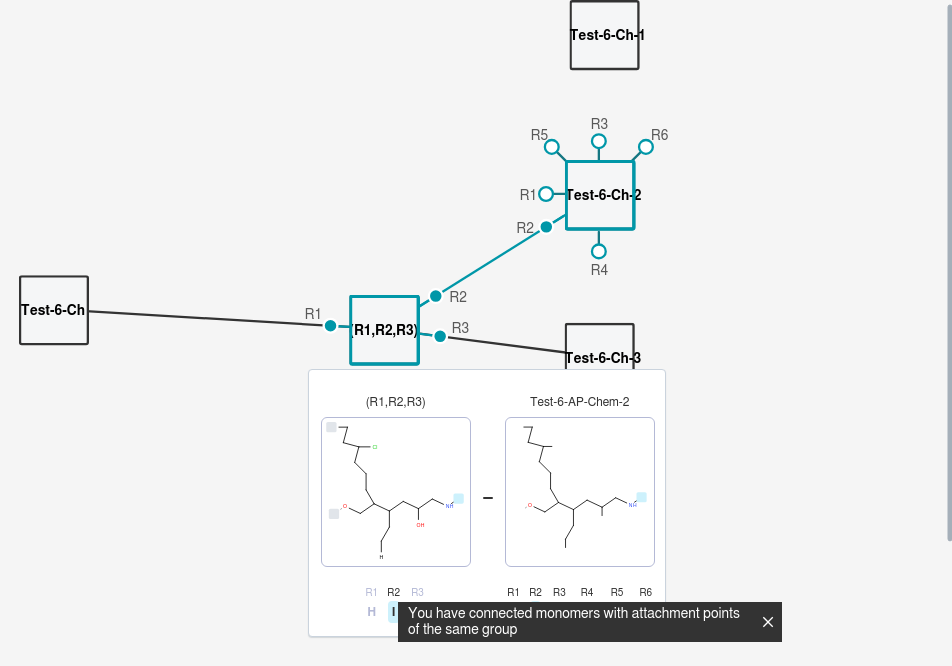 Test-6-Ch-1
R5
R3
R6
R1
Test-6-Ch-2
R2
R4
Test-6-Ch
R1
(R1,R2,R3)
R2
R3
Test-6-Ch-3
(R1,R2,R3)
Test-6-AP-Chem-2
Cl
O
NH
OH
H
O
NH
R1 R2 R3
R1 R2 R3 R4 R5 R6
H
You have connected monomers with attachment points
of the same group